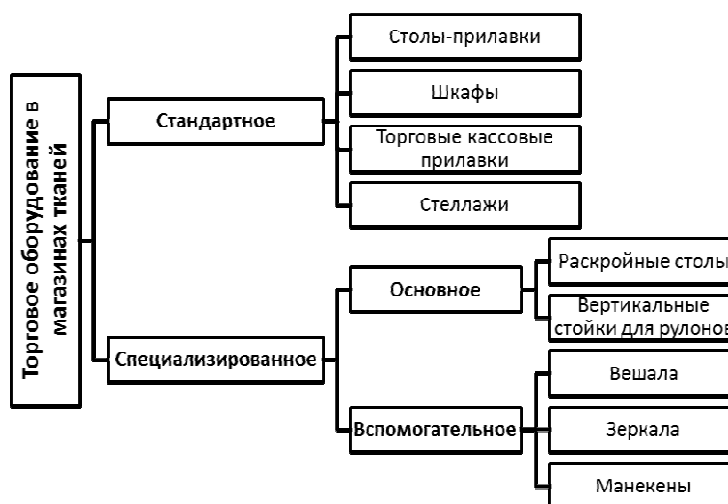 Торговое оборудование в
магазинах тканей
Стандартное
Столы-прилавки
Шкафы
Торговые кассовые
прилавки
Стеллажи
Специализированное
Основное
Раскройные столы
Вертикальные
стойки для рулонов
Вспомогательное
Вешала
Зеркала
Манекены